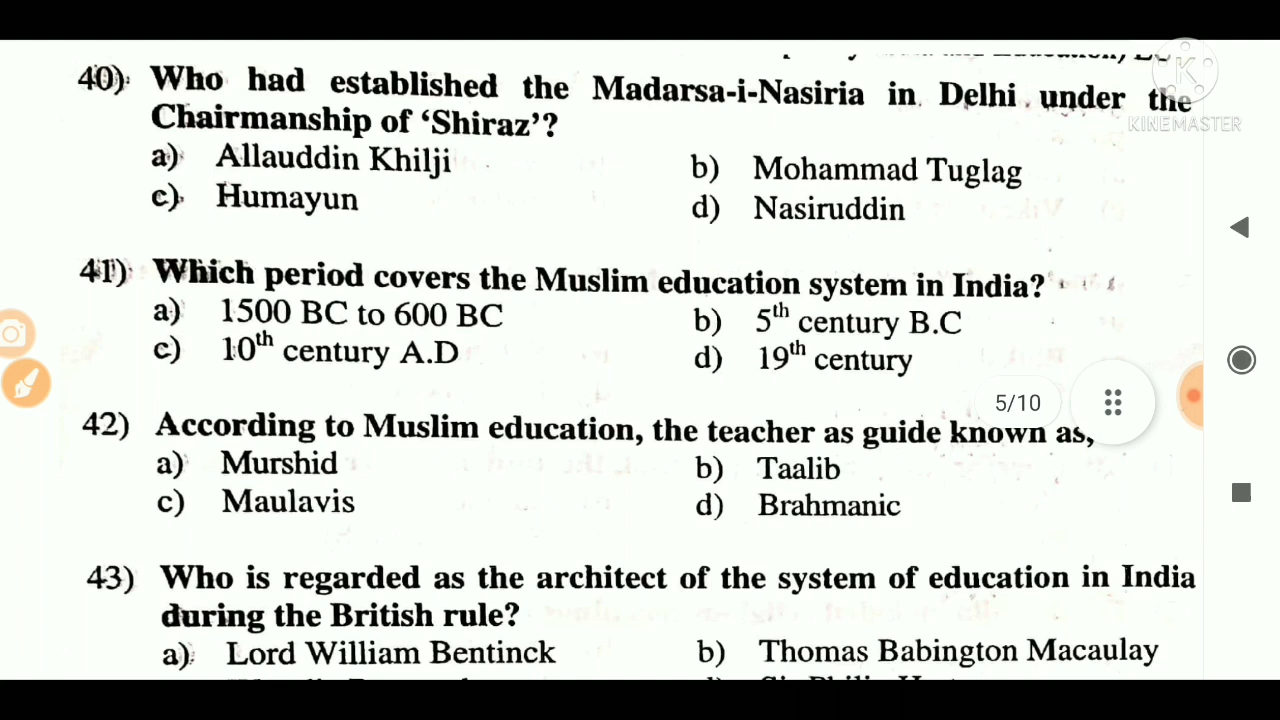 40) Who had established the Madarsa-i-Nasiria in Delhi under the
Chairmanship of ‘Shiraz’?
a) Allauddin Khilji b) Mohammad Tuglag
c) Humayun d) Nasiruddin
KINEMASTER
41) Which period covers the Muslim education system in India?
a) 1500 BC to 600 BC b) 5th century B.C
c) 10th century A.D d) 19th century
5/10
42) According to Muslim education, the teacher as guide known as,
a) Murshid b) Taalib
c) Maulavis d) Brahmanic
43) Who is regarded as the architect of the system of education in India
during the British rule?
a) Lord William Bentinck b) Thomas Babington Macaulay